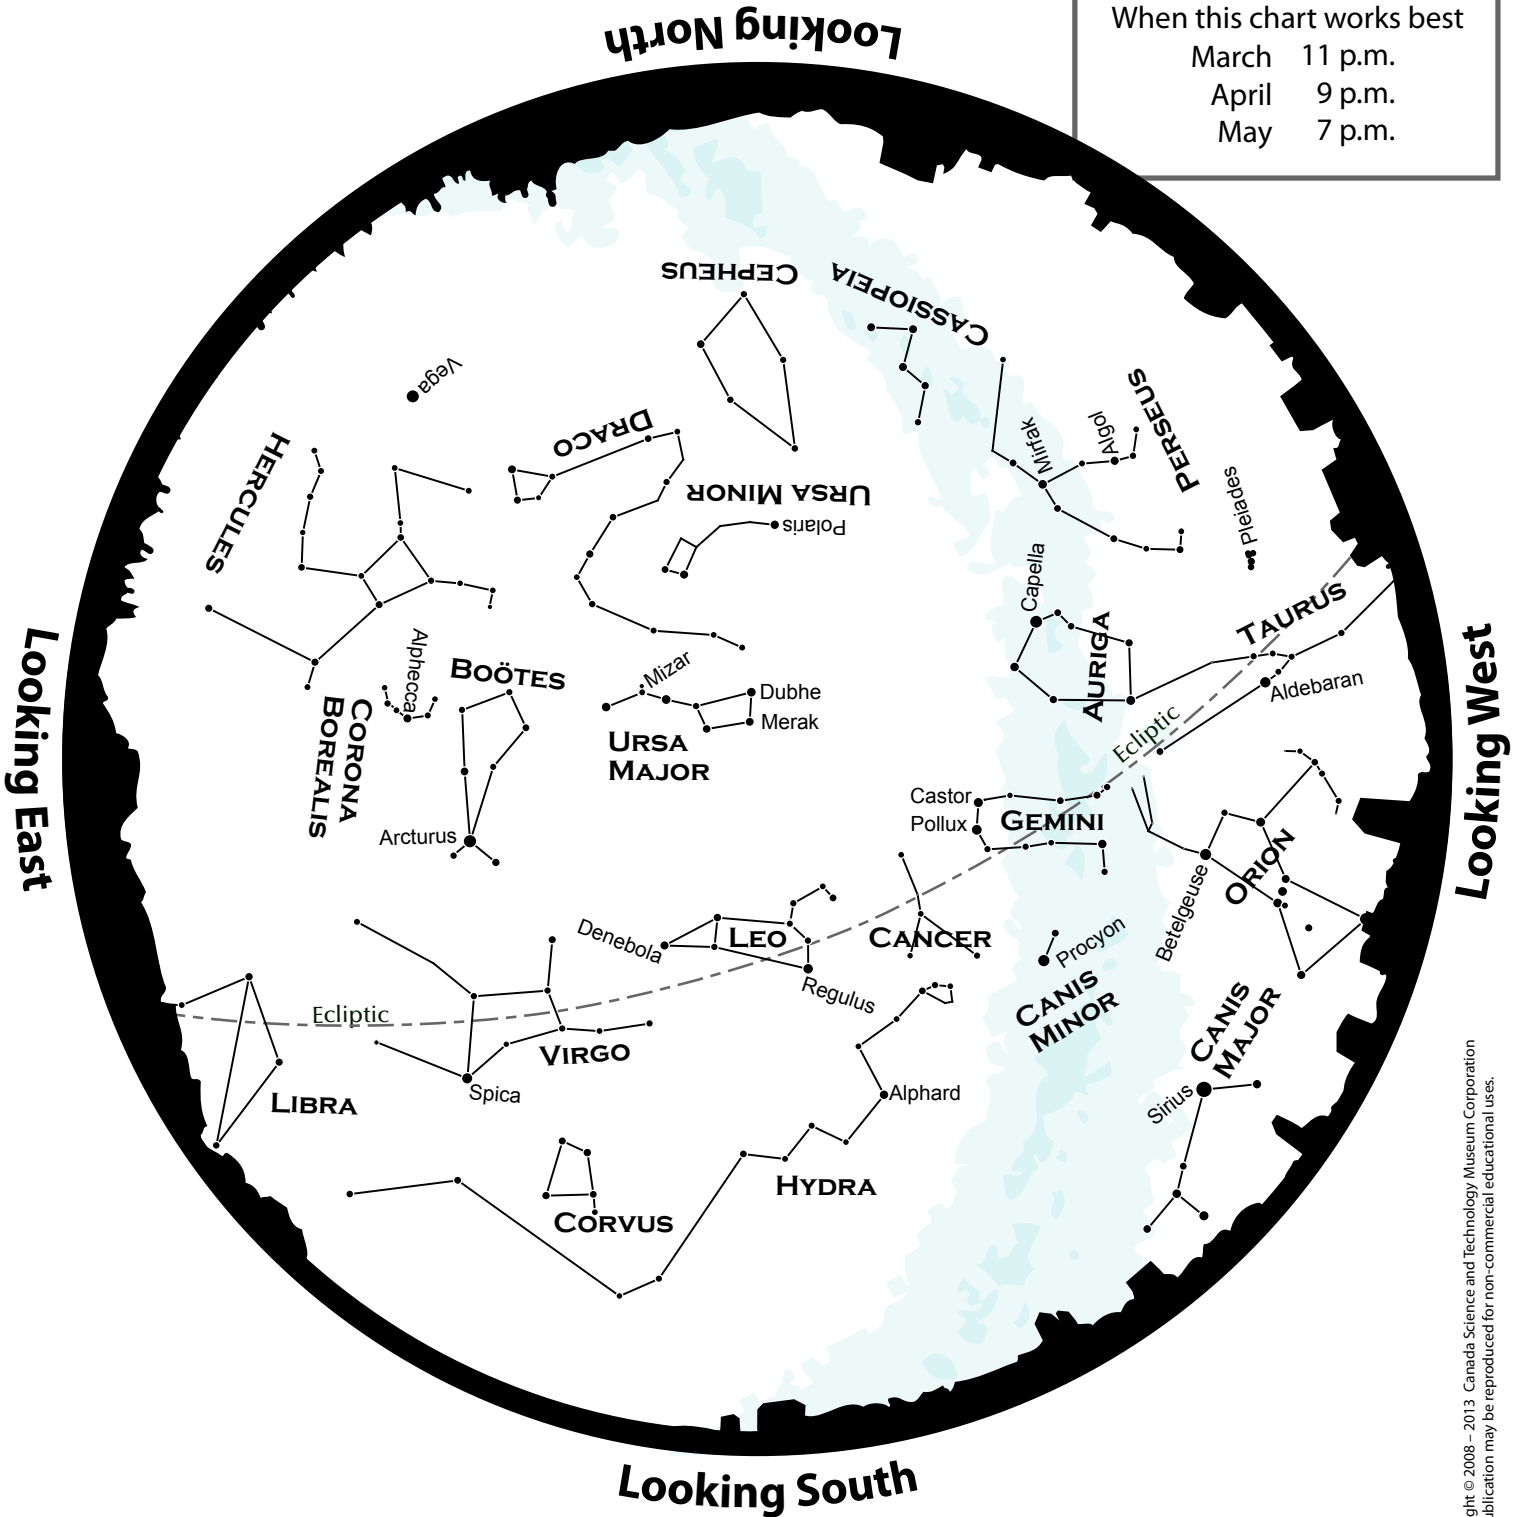 When this chart works best
March 11 p.m.
April 9 p.m.
May 7 p.m.
Looking North
CEPHEUS
CASSIOPEIA
Vega
DRACO
PERSEUS
Algol
Mirfak
HERCULES
URSA MINOR
Polaris
Pleiades
Capella
TAURUS
AURIGA
Aldebaran
Alphecca
BOÖTES
Mizar
Dubhe
Merak
URSA
MAJOR
CORONA
BOREALIS
Looking East
Looking West
Ecliptic
Castor
Pollux
GEMINI
Arcturus
ORION
Betelgeuse
Denebola
LEO
CANCER
Procyon
Regulus
CANIS
MINOR
CANIS
MAJOR
Ecliptic
VIRGO
Spica
LIBRA
Alphard
Sirius
HYDRA
CORVUS
Looking South
ght © 2008 – 2013 Canada Science and Technology Museum Corporation
ublication may be reproduced for non-commercial educational uses.